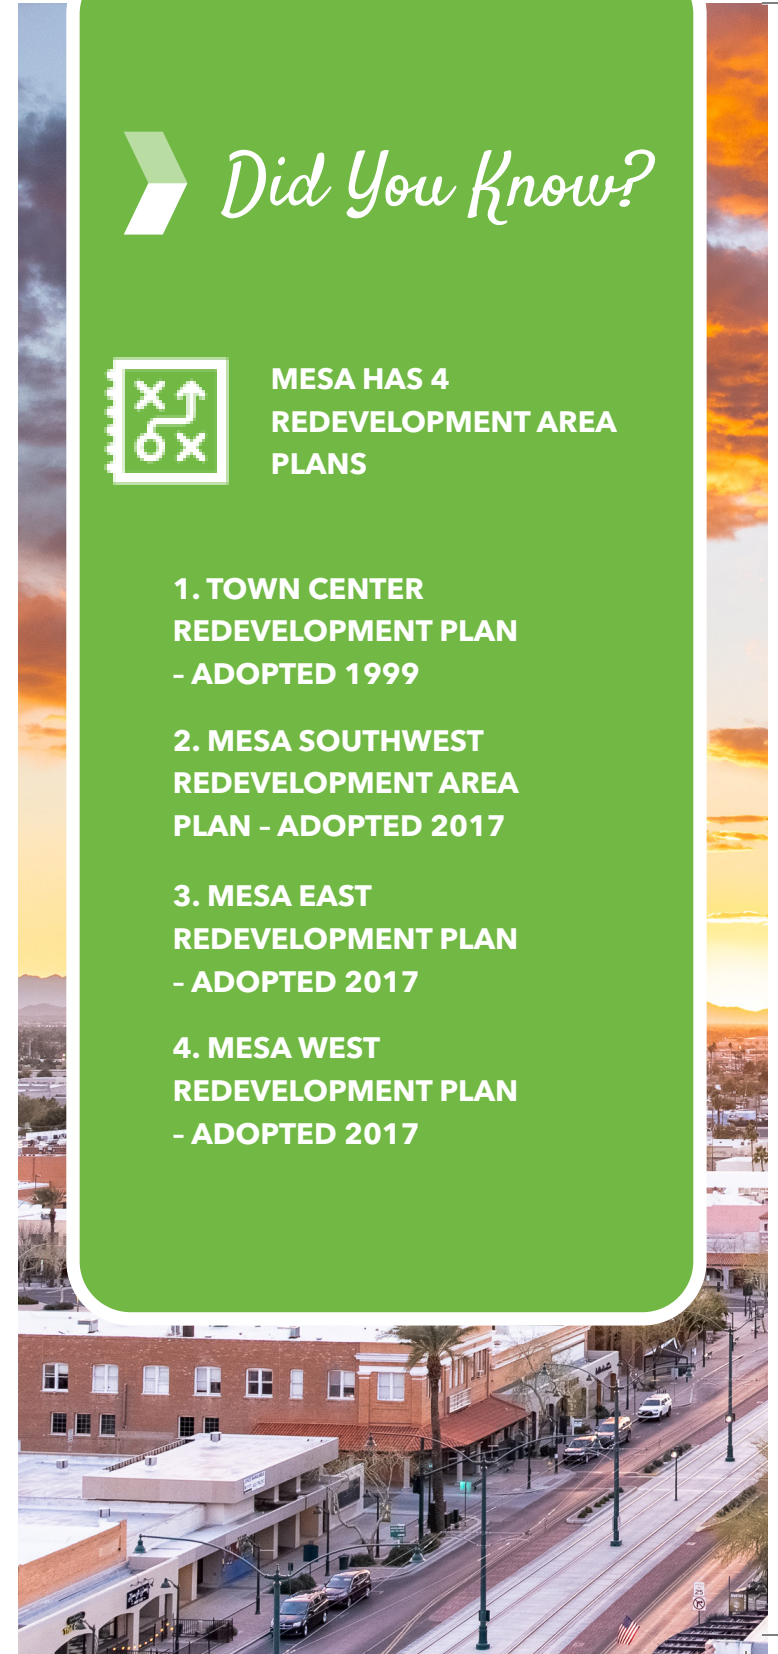 Did You Know?
MESA HAS 4
REDEVELOPMENT AREA
PLANS
1. TOWN CENTER
REDEVELOPMENT PLAN
– ADOPTED 1999
2. MESA SOUTHWEST
REDEVELOPMENT AREA
PLAN – ADOPTED 2017
3. MESA EAST
REDEVELOPMENT PLAN
– ADOPTED 2017
4. MESA WEST
REDEVELOPMENT PLAN
– ADOPTED 2017